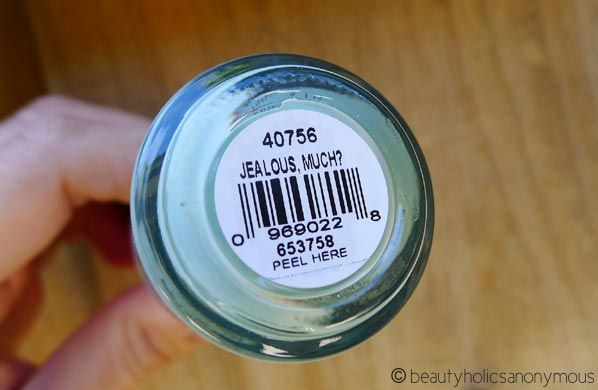 40756
JEALOUS, MUCH?
0 969022 8
653758
PEEL HERE
© beautyholicsanonymous